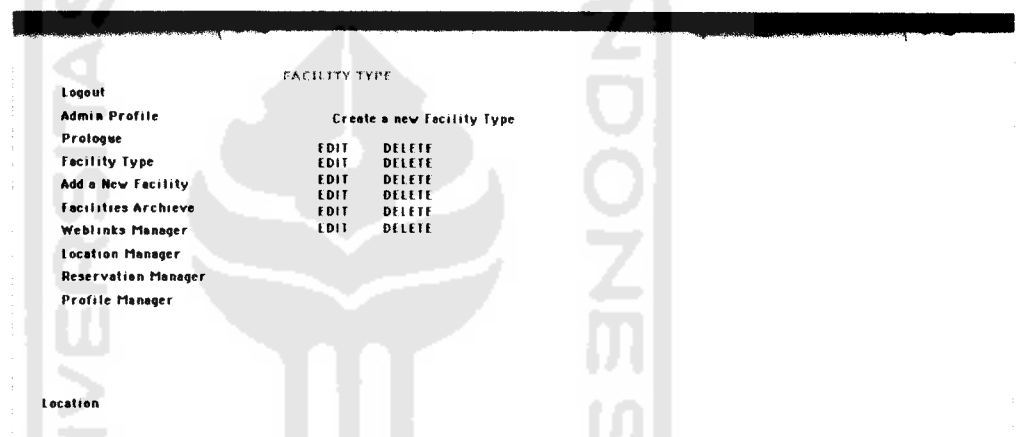 FACILITY TYPE
Logout
Admin Profile
Prologue
Facility Type
Add a New Facility
Facilities Archieve
Weblinks Manager
Location Manager
Reservation Manager
Profile Manager
Create a new Facility Type
EDIT DELETE
EDIT DELETE
EDIT DELETE
EDIT DELETE
EDIT DELETE
EDIT DELETE
Location
VERSITAS
NDONES